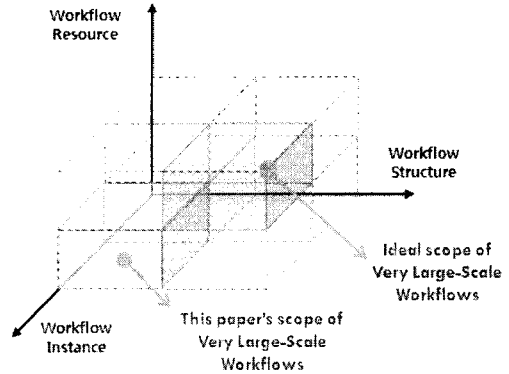 Workflow
Resource
Workflow
Structure
Ideal scope of
Very Large-Scale
Workflows
This paper's scope of
Very Large-Scale
Workflows
Workflow
Instance